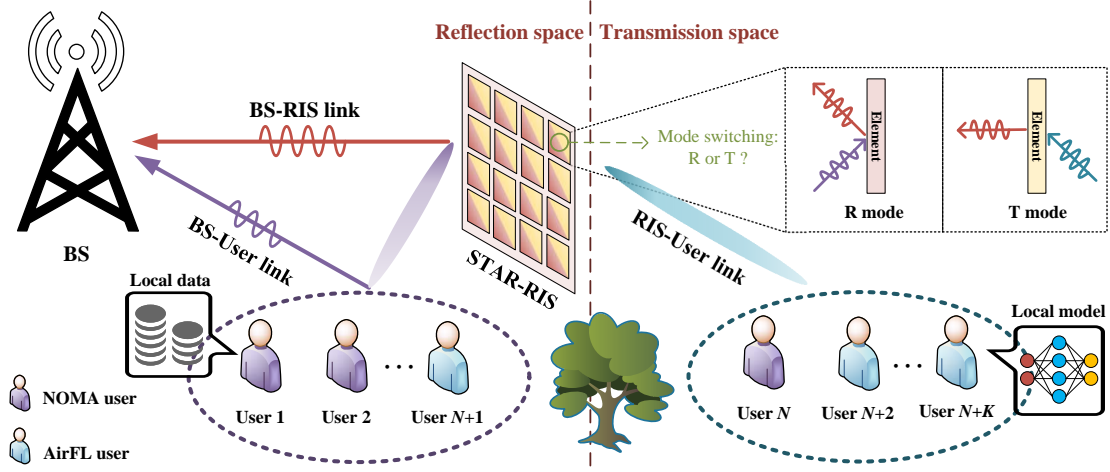 Reflection space
Transmission space
BS-RIS link
Mode switching:
R or T ?
Element
Element
R mode
T mode
BS
BS-User link
STAR-RIS
RIS-User link
Local data
Local model
User 1
User 2
...
User N+1
User N
User N+2
...
User N+K
NOMA user
AirFL user